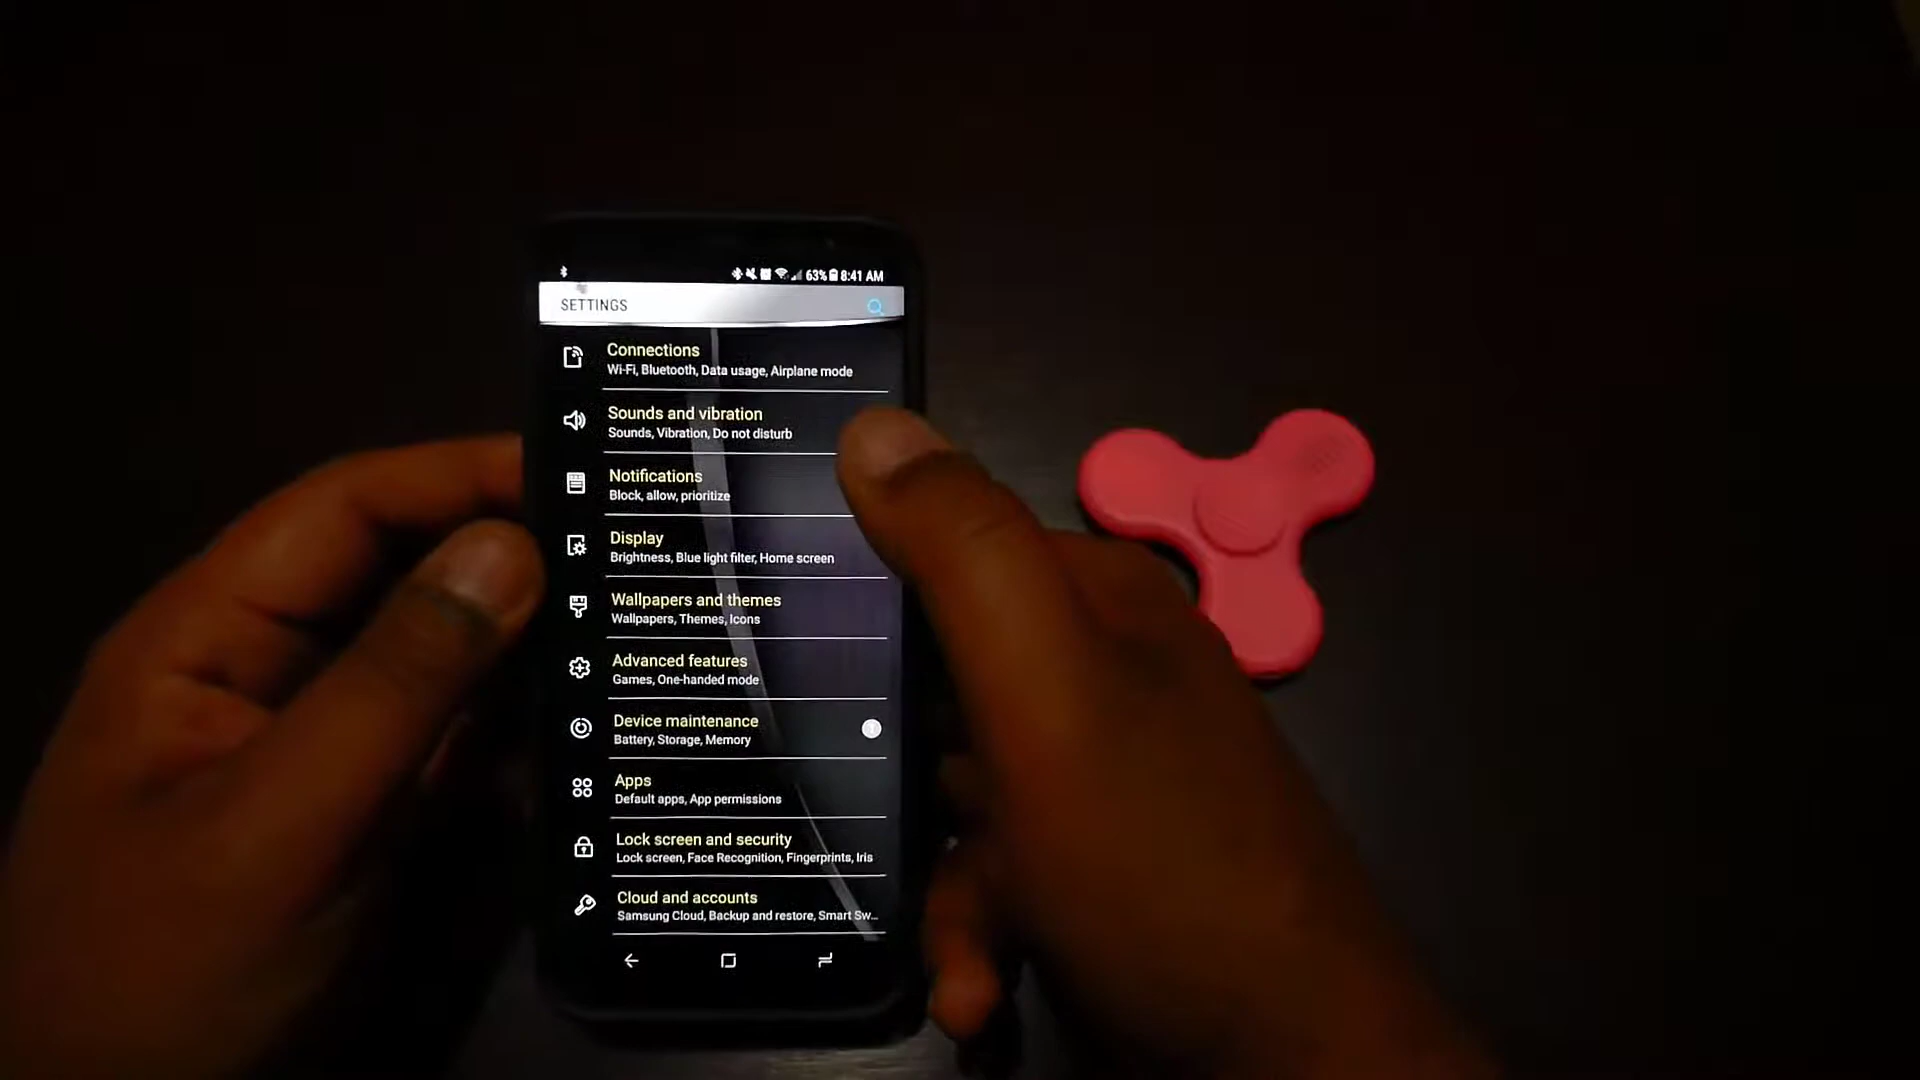 63% 8:41 AM
SETTINGS
Connections
Wi-Fi, Bluetooth, Data usage, Airplane mode
Sounds and vibration
Sounds, Vibration, Do not disturb
Notifications
Block, allow, prioritize
Display
Brightness, Blue light filter, Home screen
Wallpapers and themes
Wallpapers, Themes, Icons
Advanced features
Games, One-handed mode
Device maintenance
Battery, Storage, Memory
Apps
Default apps, App permissions
Lock screen and security
Lock screen, Face Recognition, Fingerprints, Iris
Cloud and accounts
Samsung Cloud, Backup and restore, Smart Sw...